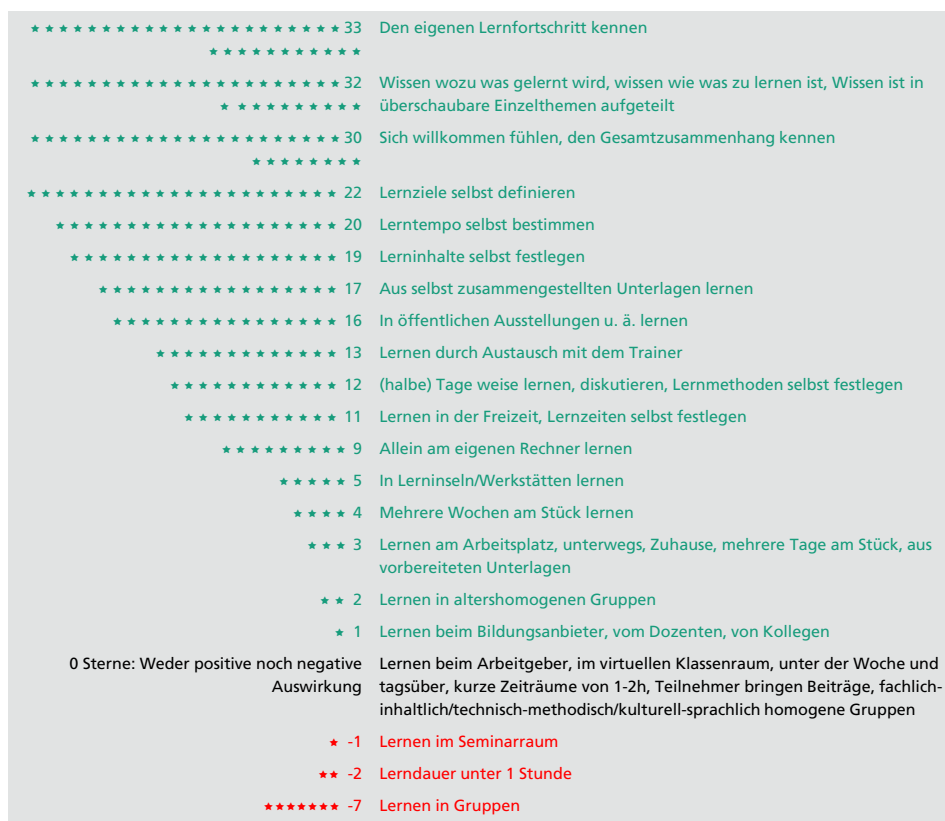 33 Den eigenen Lernfortschritt kennen
32 Wissen wozu was gelernt wird, wissen wie was zu lernen ist, Wissen ist in
überschaubare Einzelthemen aufgeteilt
30 Sich willkommen fühlen, den Gesamtzusammenhang kennen
22 Lernziele selbst definieren
20 Lerntempo selbst bestimmen
19 Lerninhalte selbst festlegen
17 Aus selbst zusammengestellten Unterlagen lernen
16 In öffentlichen Ausstellungen u. ä. lernen
13 Lernen durch Austausch mit dem Trainer
12 (halbe) Tage weise lernen, diskutieren, Lernmethoden selbst festlegen
11 Lernen in der Freizeit, Lernzeiten selbst festlegen
9 Allein am eigenen Rechner lernen
5 In Lerninseln/Werkstätten lernen
4 Mehrere Wochen am Stück lernen
3 Lernen am Arbeitsplatz, unterwegs, Zuhause, mehrere Tage am Stück, aus
vorbereiteten Unterlagen
2 Lernen in altershomogenen Gruppen
1 Lernen beim Bildungsanbieter, vom Dozenten, von Kollegen
0 Sterne: Weder positive noch negative
Auswirkung
Lernen beim Arbeitgeber, im virtuellen Klassenraum, unter der Woche und
tagsüber, kurze Zeiträume von 1-2h, Teilnehmer bringen Beiträge, fachlich-
inhaltlich/technisch-methodisch/kulturell-sprachlich homogene Gruppen
-1 Lernen im Seminarraum
-2 Lerndauer unter 1 Stunde
-7 Lernen in Gruppen